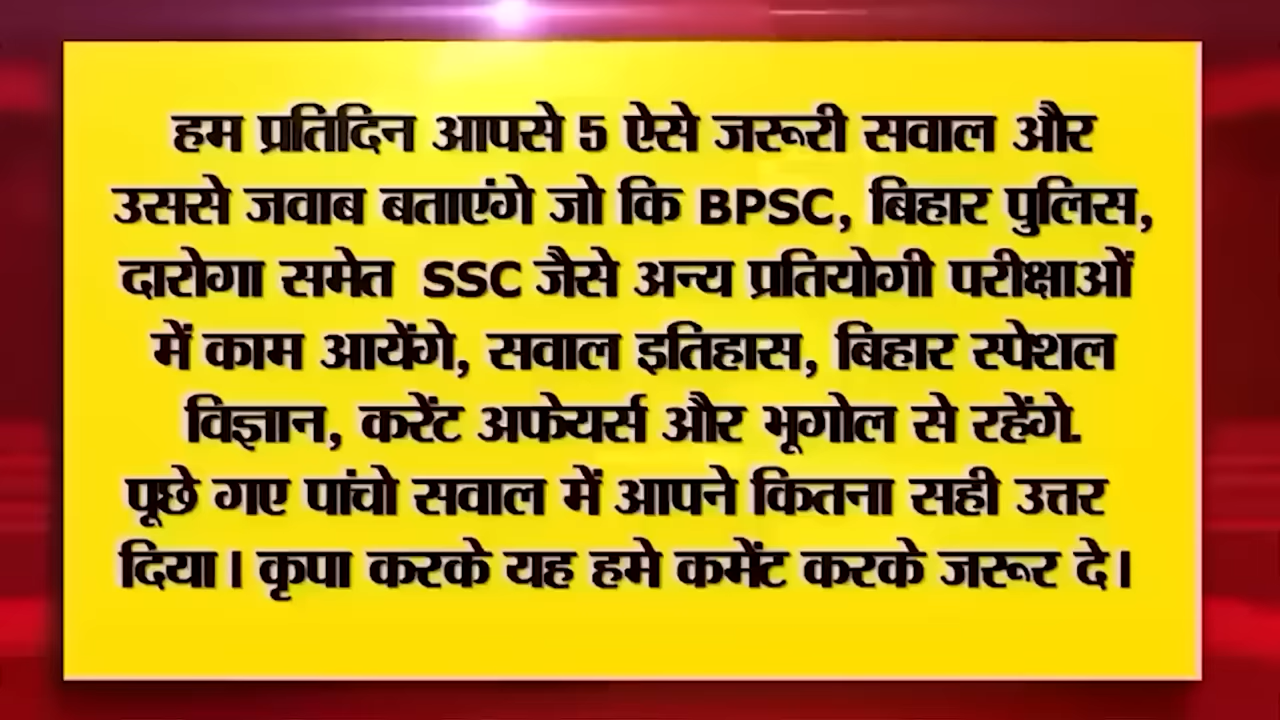 हम प्रतिदिन आपसे 5 ऐसे जरूरी सवाल और
उससे जवाब बताएंगे जो कि BPSC, बिहार पुलिस,
दारोगा समेत SSC जैसे अन्य प्रतियोगी परीक्षाओं
में काम आयेंगे, सवाल इतिहास, बिहार स्पेशल
विज्ञान, करेंट अफेयर्स और भूगोल से रहेंगे.
पूछे गए पांचो सवाल में आपने कितना सही उत्तर
दिया। कृपा करके यह हमे कमेंट करके जरूर दे।